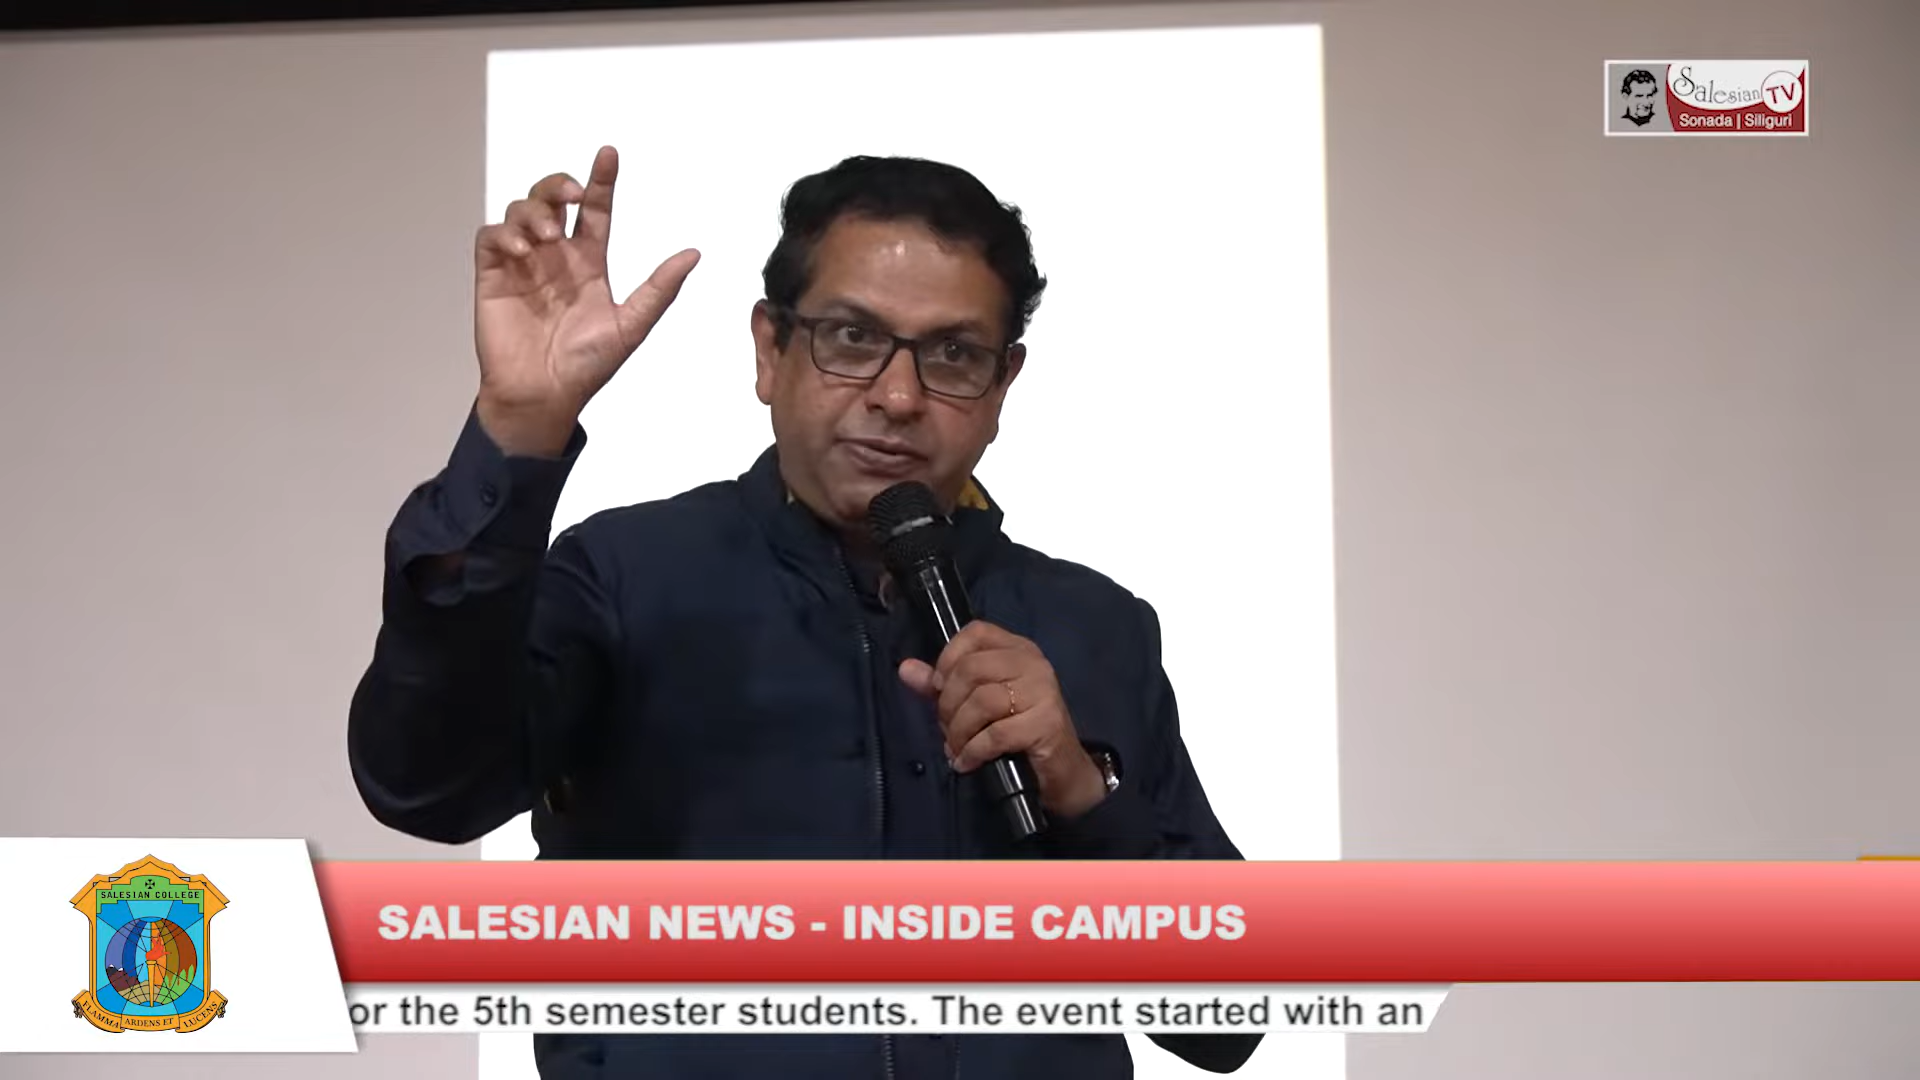 Salesian TV
Sonada | Siliguri
SALESIAN COLLEGE
FLAMMA ARDENS ET LUCENS
SALESIAN NEWS - INSIDE CAMPUS
or the 5th semester students. The event started with an